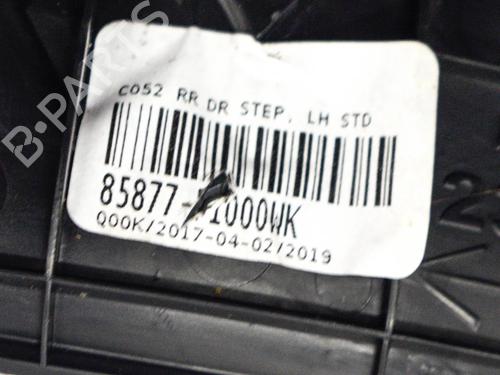 C052 RR DR STEP, LH STD
85877- 1000WK
Q00K/2017-04-02/2019
B-PARTS